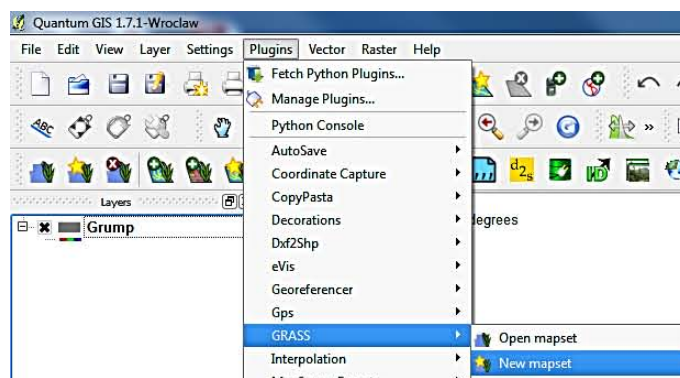 Quantum GIS 1.7.1-Wroclaw
File Edit View Layer Settings Plugins Vector Raster Help
Fetch Python Plugins...
Manage Plugins...
Python Console
AutoSave
Coordinate Capture
CopyPasta
Decorations
Dxf2Shp
eVis
Georeferencer
Gps
GRASS
Interpolation
Open mapset
New mapset
ABC
d2s
Layers
Grump
degrees